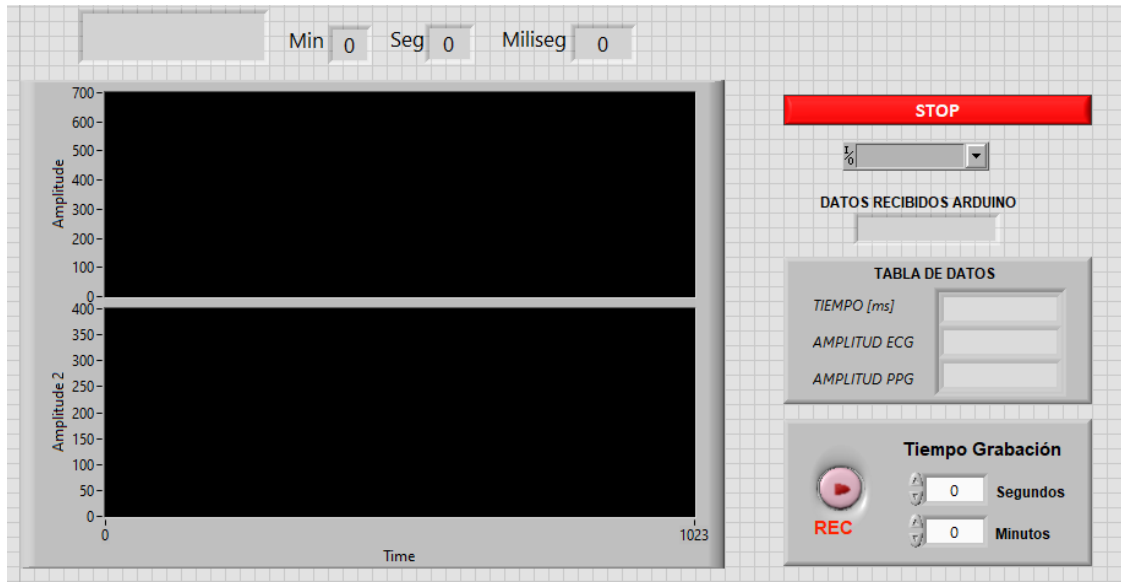 Min 0 Seg 0 Miliseg 0
700
600
500
400
300
200
100
0
Amplitude
400
350
300
250
200
150
100
50
0
Amplitude 2
0 1023
Time
STOP
I/O
DATOS RECIBIDOS ARDUINO
TABLA DE DATOS
TIEMPO [ms]
AMPLITUD ECG
AMPLITUD PPG
Tiempo Grabación
0 Segundos
REC
0 Minutos